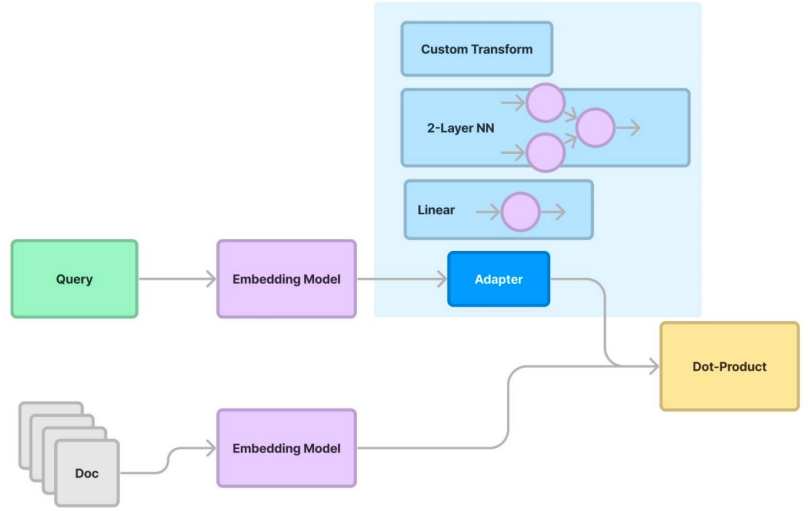 Custom Transform
2-Layer NN
Linear
Query
Embedding Model
Adapter
Dot-Product
Doc
Embedding Model